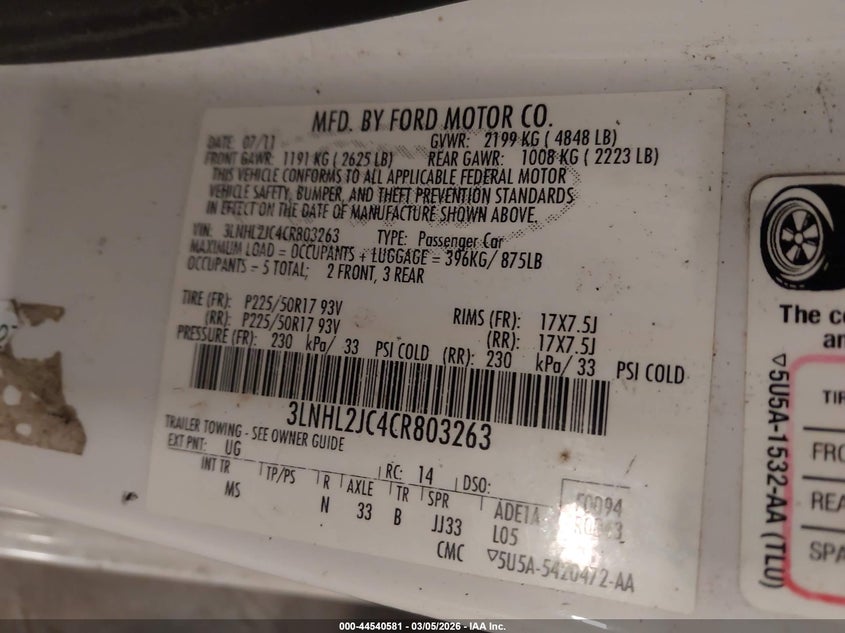 MFD. BY FORD MOTOR CO.
DATE: 07/11 GVWR: 2199 KG ( 4848 LB)
FRONT GAWR: 1191 KG ( 2625 LB) REAR GAWR: 1008 KG ( 2223 LB)
THIS VEHICLE CONFORMS TO ALL APPLICABLE FEDERAL MOTOR
VEHICLE SAFETY, BUMPER, AND THEFT PREVENTION STANDARDS
IN EFFECT ON THE DATE OF MANUFACTURE SHOWN ABOVE.
VIN: 3LNHL2JC4CR803263 TYPE: Passenger Car
MAXIMUM LOAD = OCCUPANTS + LUGGAGE = 396KG/ 875LB
OCCUPANTS = 5 TOTAL; 2 FRONT, 3 REAR
TIRE (FR): P225/50R17 93V RIMS (FR): 17X7.5J
(RR): P225/50R17 93V (RR): 17X7.5J
PRESSURE (FR): 230 kPa/ 33 PSI COLD (RR): 230 kPa/ 33 PSI COLD
3LNHL2JC4CR803263
TRAILER TOWING - SEE OWNER GUIDE
EXT PNT: UG RC: 14 DSO:
INT TR TP/PS R AXLE TR SPR ADE1A F0094
MS N 33 B JJ33 L05
CMC ▽5U5A-5420472-AA
The co
an
TIR
FRO
REA
SPA
▽5U5A-1532-AA (TLU)
000-44540581 - 03/05/2026 - IAA Inc.